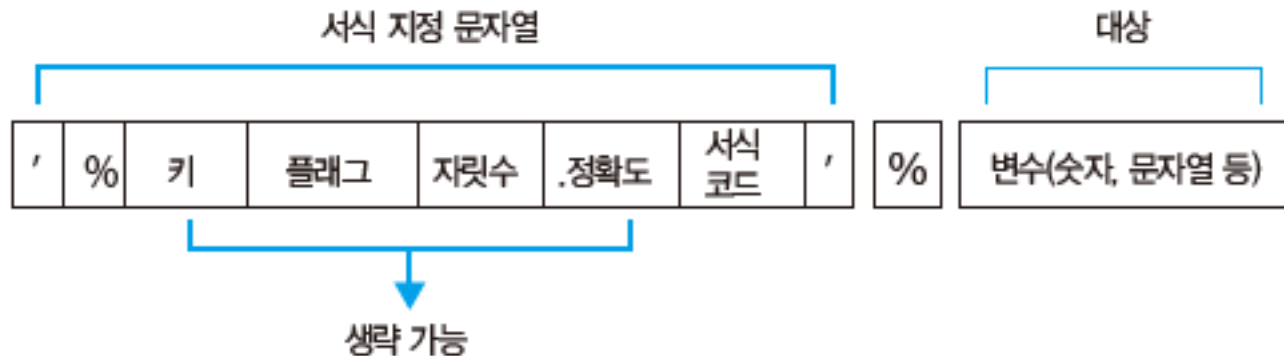 서식 지정 문자열 대상
' % 키 플래그 자릿수 .정확도 서식 코드 ' % 변수(숫자, 문자열 등)
생략 가능